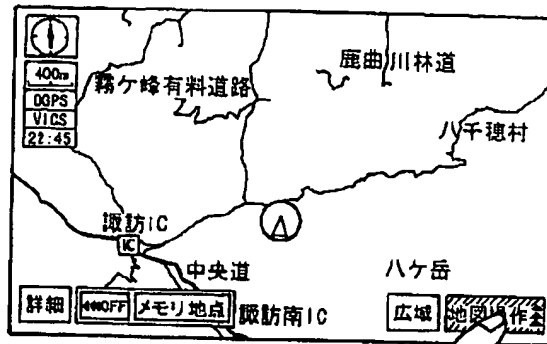 400m
DGPS
VICS
22:45
鹿曲川林道
霧ケ峰有料道路
八千穂村
諏訪IC
IC
中央道
八ケ岳
詳細
OFF
メモリ地点
諏訪南IC
広域
地図操作